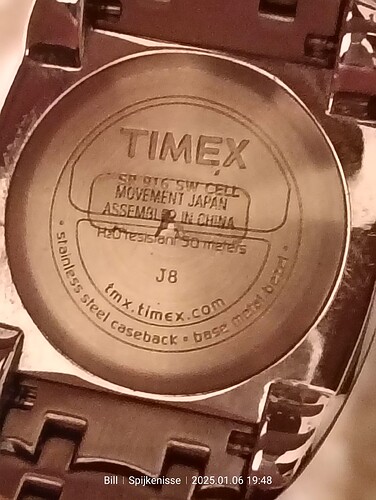 TIMEX
SR 916 SW CELL
MOVEMENT JAPAN
ASSEMBLED IN CHINA
H2O resistant 50 meters
J8
tmx.timex.com
• stainless steel caseback • base metal bezel •
Bill | Spijkenisse | 2025.01.06 19:48